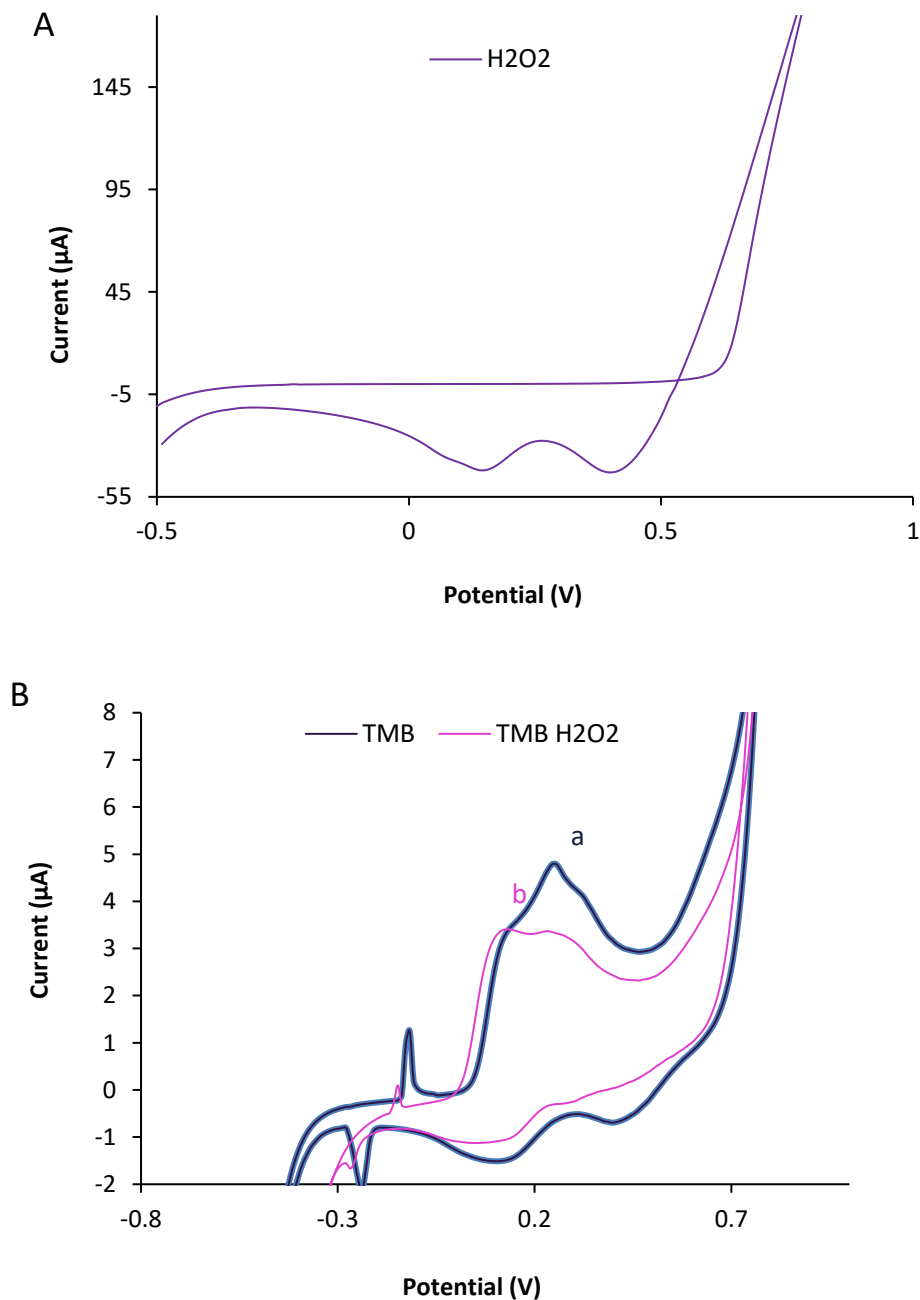 A
H2O2
145
95
45
-5
-55
Current (µA)
-0.5 0 0.5 1
Potential (V)
B
TMB TMB H2O2
8
7
6
5
4
3
2
1
0
-1
-2
a
b
Current (µA)
-0.8 -0.3 0.2 0.7
Potential (V)